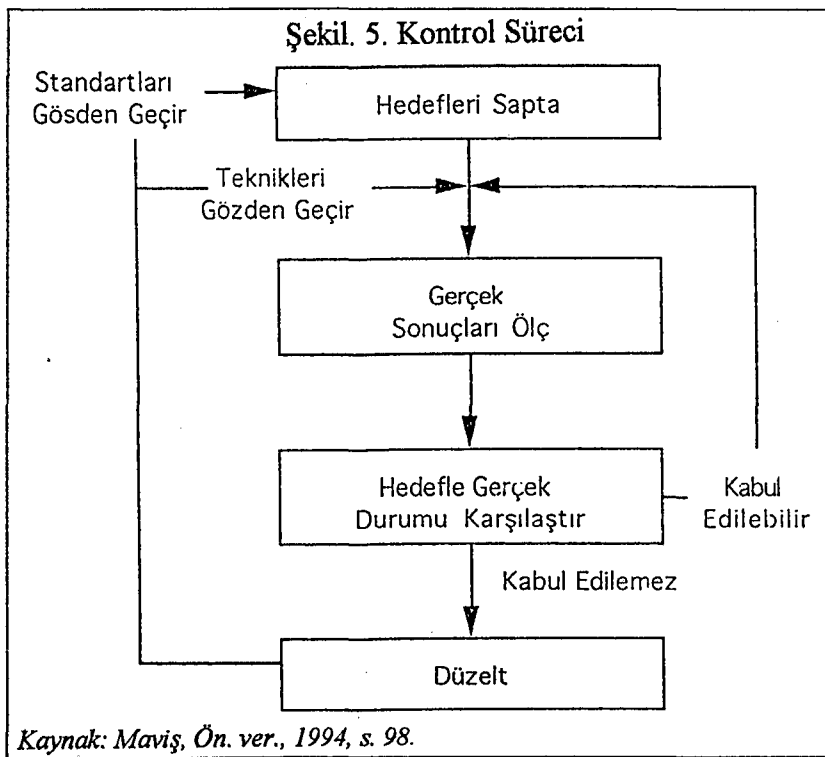 Şekil. 5. Kontrol Süreci
Standartları
Gösden Geçir
Hedefleri Sapta
Teknikleri
Gözden Geçir
Gerçek
Sonuçları Ölç
Hedefle Gerçek
Durumu Karşılaştır
Kabul
Edilebilir
Kabul Edilemez
Düzelt
Kaynak: Maviş, Ön. ver., 1994, s. 98.